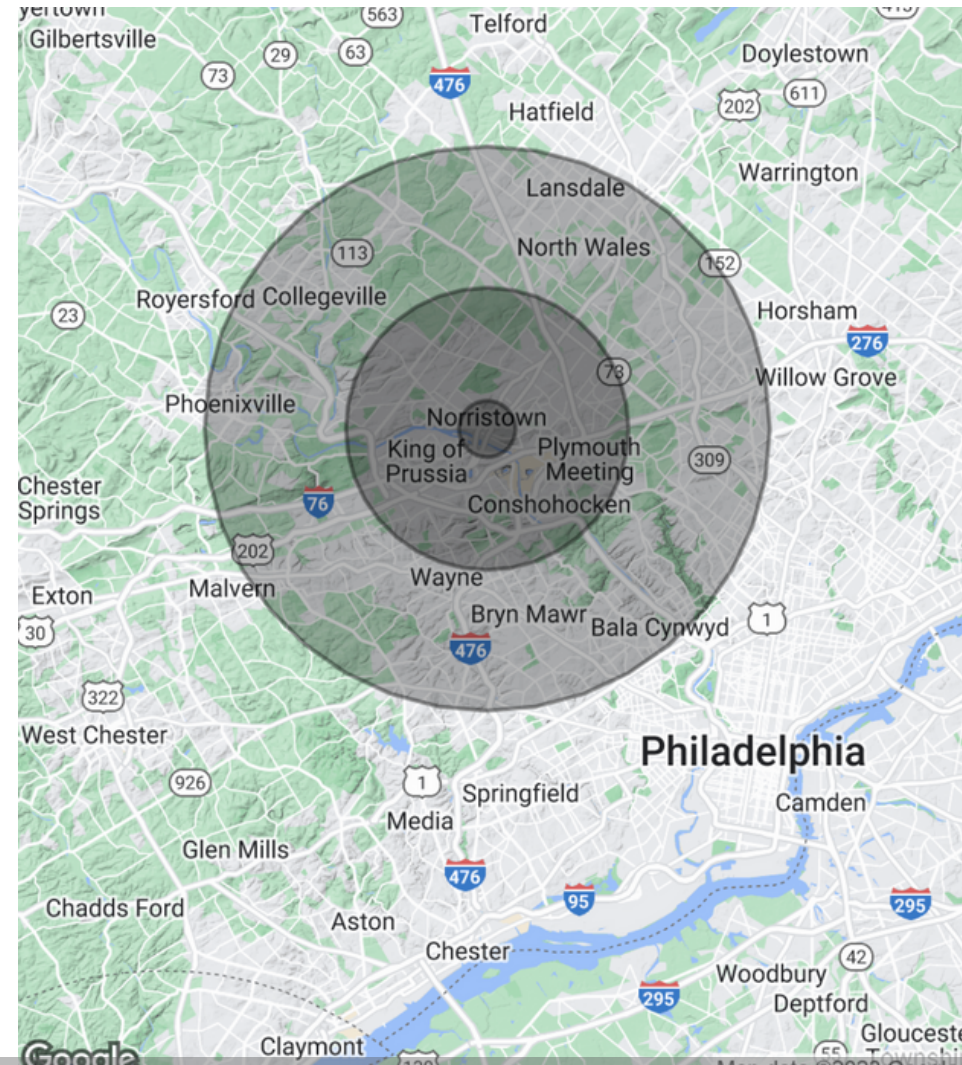 563
Telford
Gilbertsville
29
63
73
476
Doylestown
611
202
Hatfield
Warrington
Lansdale
North Wales
113
152
Royersford
Collegeville
23
Horsham
276
73
Willow Grove
Phoenixville
Norristown
King of
Prussia
Plymouth
Meeting
309
Chester
Springs
76
Conshohocken
202
Wayne
Malvern
Exton
30
Bryn Mawr
Bala Cynwyd
1
476
322
West Chester
Philadelphia
926
1
Springfield
Camden
Media
Glen Mills
476
95
295
Chadds Ford
Aston
Chester
42
Woodbury
295
Deptford
Claymont
55
Google